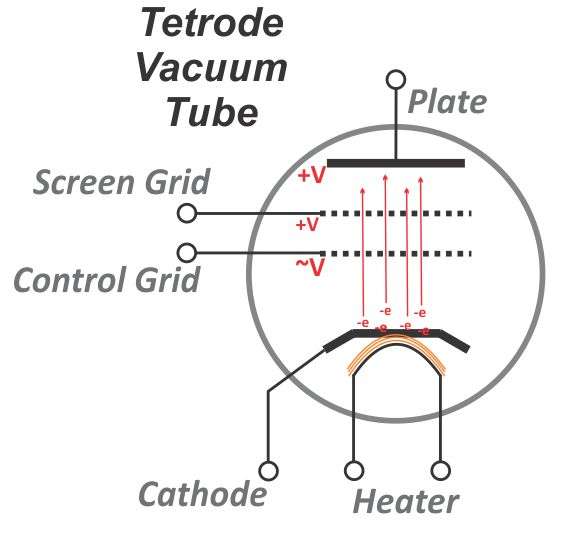 Tetrode
Vacuum
Tube
Plate
+V
Screen Grid
+V
Control Grid
~V
-e
-e
-e
-e
-e
-e
Cathode
Heater